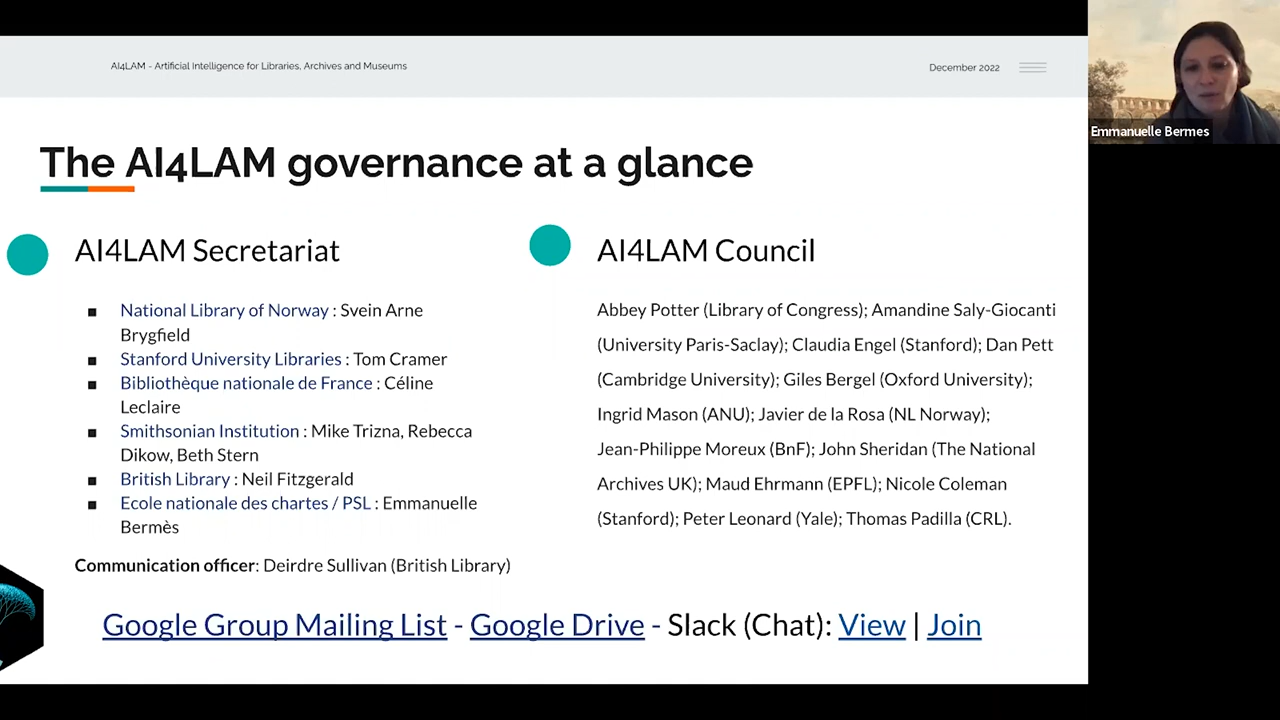 AI4LAM - Artificial Intelligence for Libraries, Archives and Museums
December 2022
Emmanuelle Bermes
The AI4LAM governance at a glance
AI4LAM Secretariat
National Library of Norway : Svein Arne
Brygfield
Stanford University Libraries : Tom Cramer
Bibliothèque nationale de France : Céline
Leclaire
Smithsonian Institution : Mike Trizna, Rebecca
Dikow, Beth Stern
British Library : Neil Fitzgerald
Ecole nationale des chartes / PSL : Emmanuelle
Bermès
Communication officer: Deirdre Sullivan (British Library)
AI4LAM Council
Abbey Potter (Library of Congress); Amandine Saly-Giocanti
(University Paris-Saclay); Claudia Engel (Stanford); Dan Pett
(Cambridge University); Giles Bergel (Oxford University);
Ingrid Mason (ANU); Javier de la Rosa (NL Norway);
Jean-Philippe Moreux (BnF); John Sheridan (The National
Archives UK); Maud Ehrmann (EPFL); Nicole Coleman
(Stanford); Peter Leonard (Yale); Thomas Padilla (CRL).
Google Group Mailing List - Google Drive - Slack (Chat): View | Join